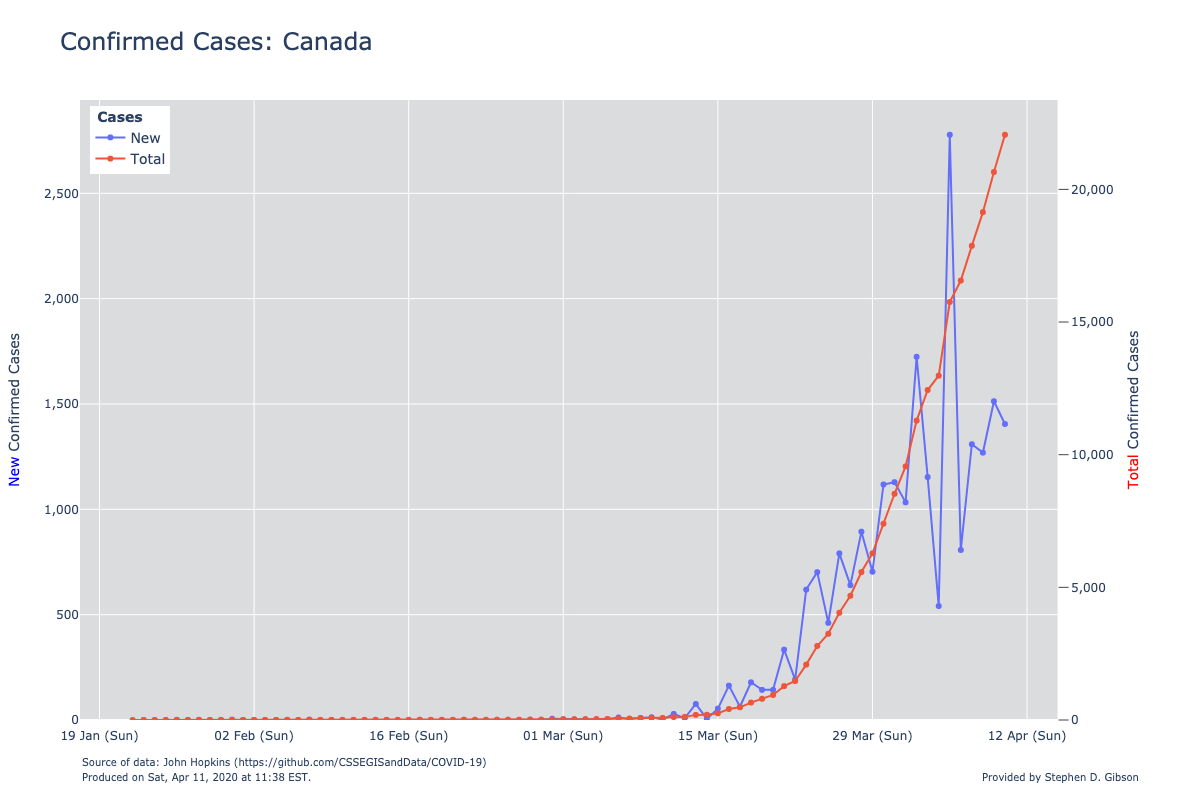 Confirmed Cases: Canada
Cases
New
Total
2,500
2,000
1,500
1,000
500
0
New Confirmed Cases
20,000
15,000
10,000
5,000
0
Total Confirmed Cases
19 Jan (Sun)
02 Feb (Sun)
16 Feb (Sun)
01 Mar (Sun)
15 Mar (Sun)
29 Mar (Sun)
12 Apr (Sun)
Source of data: John Hopkins (https://github.com/CSSEGISandData/COVID-19)
Produced on Sat, Apr 11, 2020 at 11:38 EST.
Provided by Stephen D. Gibson